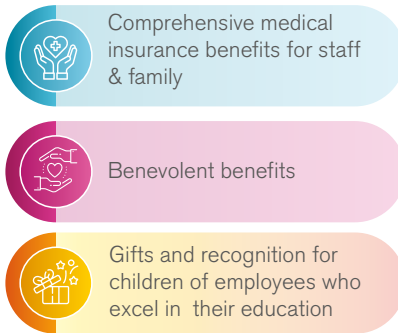 Comprehensive medical
insurance benefits for staff
& family
Benevolent benefits
Gifts and recognition for
children of employees who
excel in their education